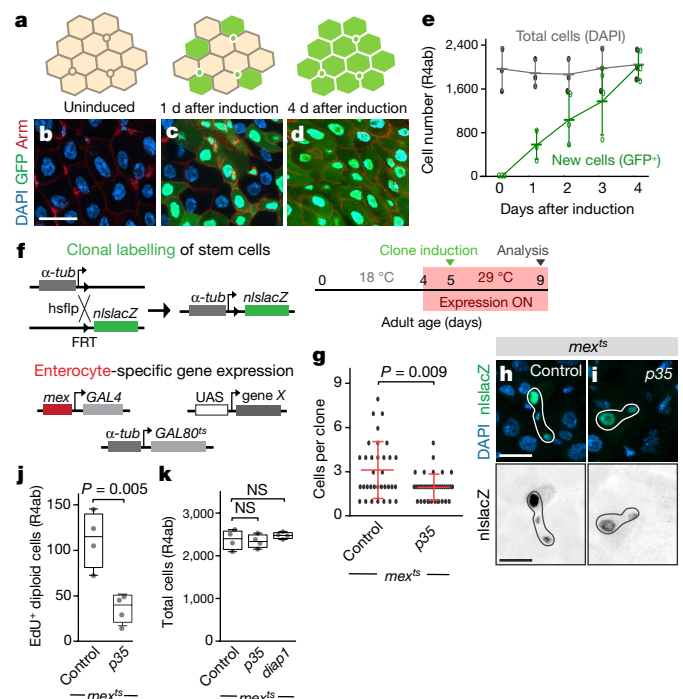 a
Uninduced
1 d after induction
4 d after induction
b
c
d
DAPI GFP Arm
e
Cell number (R4ab)
2,400
1,600
800
0
Total cells (DAPI)
New cells (GFP+)
0 1 2 3 4
Days after induction
f
Clonal labelling of stem cells
α-tub
hsflp
nlslacZ
FRT
α-tub
nlslacZ
Clone induction
Analysis
0
18 °C
4
5
29 °C
9
Expression ON
Adult age (days)
Enterocyte-specific gene expression
mex
GAL4
UAS
gene X
α-tub
GAL80ts
g
P = 0.009
Cells per clone
9
6
3
0
Control
p35
mexts
mexts
h
Control
i
p35
DAPI nlslacZ
nlslacZ
j
P = 0.005
EdU+ diploid cells (R4ab)
150
100
50
0
Control
p35
mexts
k
NS
NS
Total cells (R4ab)
3,000
2,000
1,000
0
Control
p35
diap1
mexts